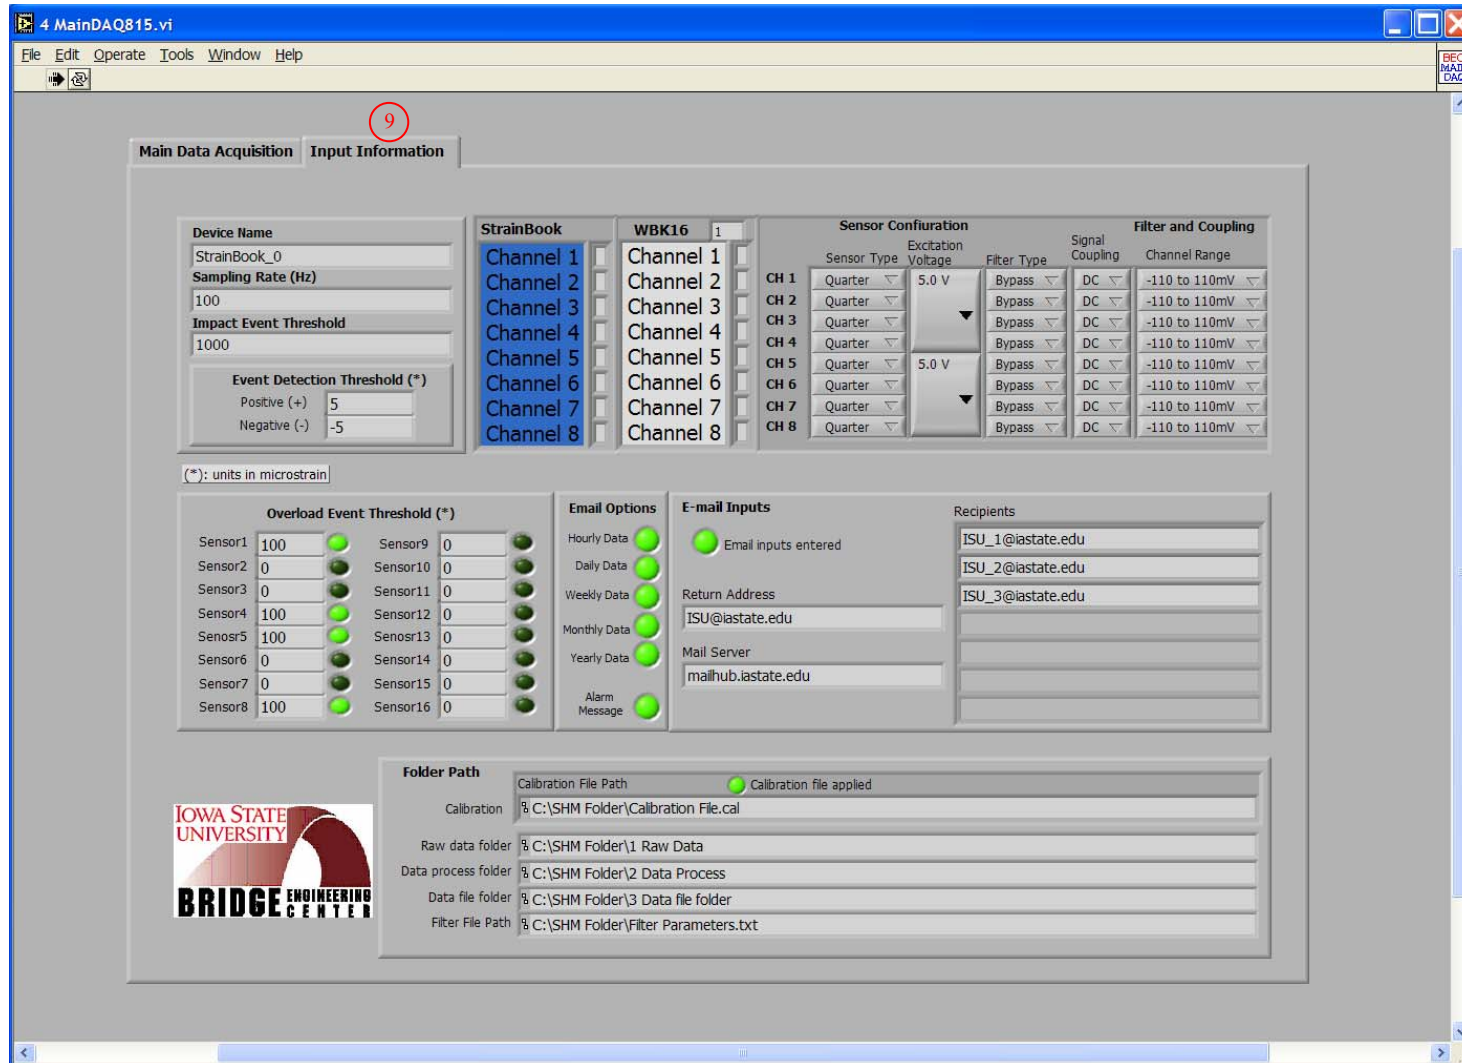 4 MainDAQ815.vi
File Edit Operate Tools Window Help
9
Main Data Acquisition Input Information
Device Name
StrainBook_0
Sampling Rate (Hz)
100
Impact Event Threshold
1000
Event Detection Threshold (*)
Positive (+) 5
Negative (-) -5
(*): units in microstrain
StrainBook
Channel 1
Channel 2
Channel 3
Channel 4
Channel 5
Channel 6
Channel 7
Channel 8
WBK16 1
Channel 1
Channel 2
Channel 3
Channel 4
Channel 5
Channel 6
Channel 7
Channel 8
Sensor Confiuration Filter and Coupling
Sensor Type Excitation Voltage Filter Type Signal Coupling Channel Range
CH 1 Quarter 5.0 V Bypass DC -110 to 110mV
CH 2 Quarter Bypass DC -110 to 110mV
CH 3 Quarter Bypass DC -110 to 110mV
CH 4 Quarter Bypass DC -110 to 110mV
CH 5 Quarter 5.0 V Bypass DC -110 to 110mV
CH 6 Quarter Bypass DC -110 to 110mV
CH 7 Quarter Bypass DC -110 to 110mV
CH 8 Quarter Bypass DC -110 to 110mV
Overload Event Threshold (*)
Sensor1 100 Sensor9 0
Sensor2 0 Sensor10 0
Sensor3 0 Sensor11 0
Sensor4 100 Sensor12 0
Senosr5 100 Senosr13 0
Sensor6 0 Sensor14 0
Sensor7 0 Sensor15 0
Sensor8 100 Sensor16 0
Email Options
Hourly Data
Daily Data
Weekly Data
Monthly Data
Yearly Data
Alarm
Message
E-mail Inputs
Email inputs entered
Return Address
ISU@iastate.edu
Mail Server
mailhub.iastate.edu
Recipients
ISU_1@iastate.edu
ISU_2@iastate.edu
ISU_3@iastate.edu
Folder Path
Calibration File Path Calibration file applied
Calibration C:\SHM Folder\Calibration File.cal
Raw data folder C:\SHM Folder\1 Raw Data
Data process folder C:\SHM Folder\2 Data Process
Data file folder C:\SHM Folder\3 Data file folder
Filter File Path C:\SHM Folder\Filter Parameters.txt
IOWA STATE
UNIVERSITY
BRIDGE ENGINEERING
CENTER